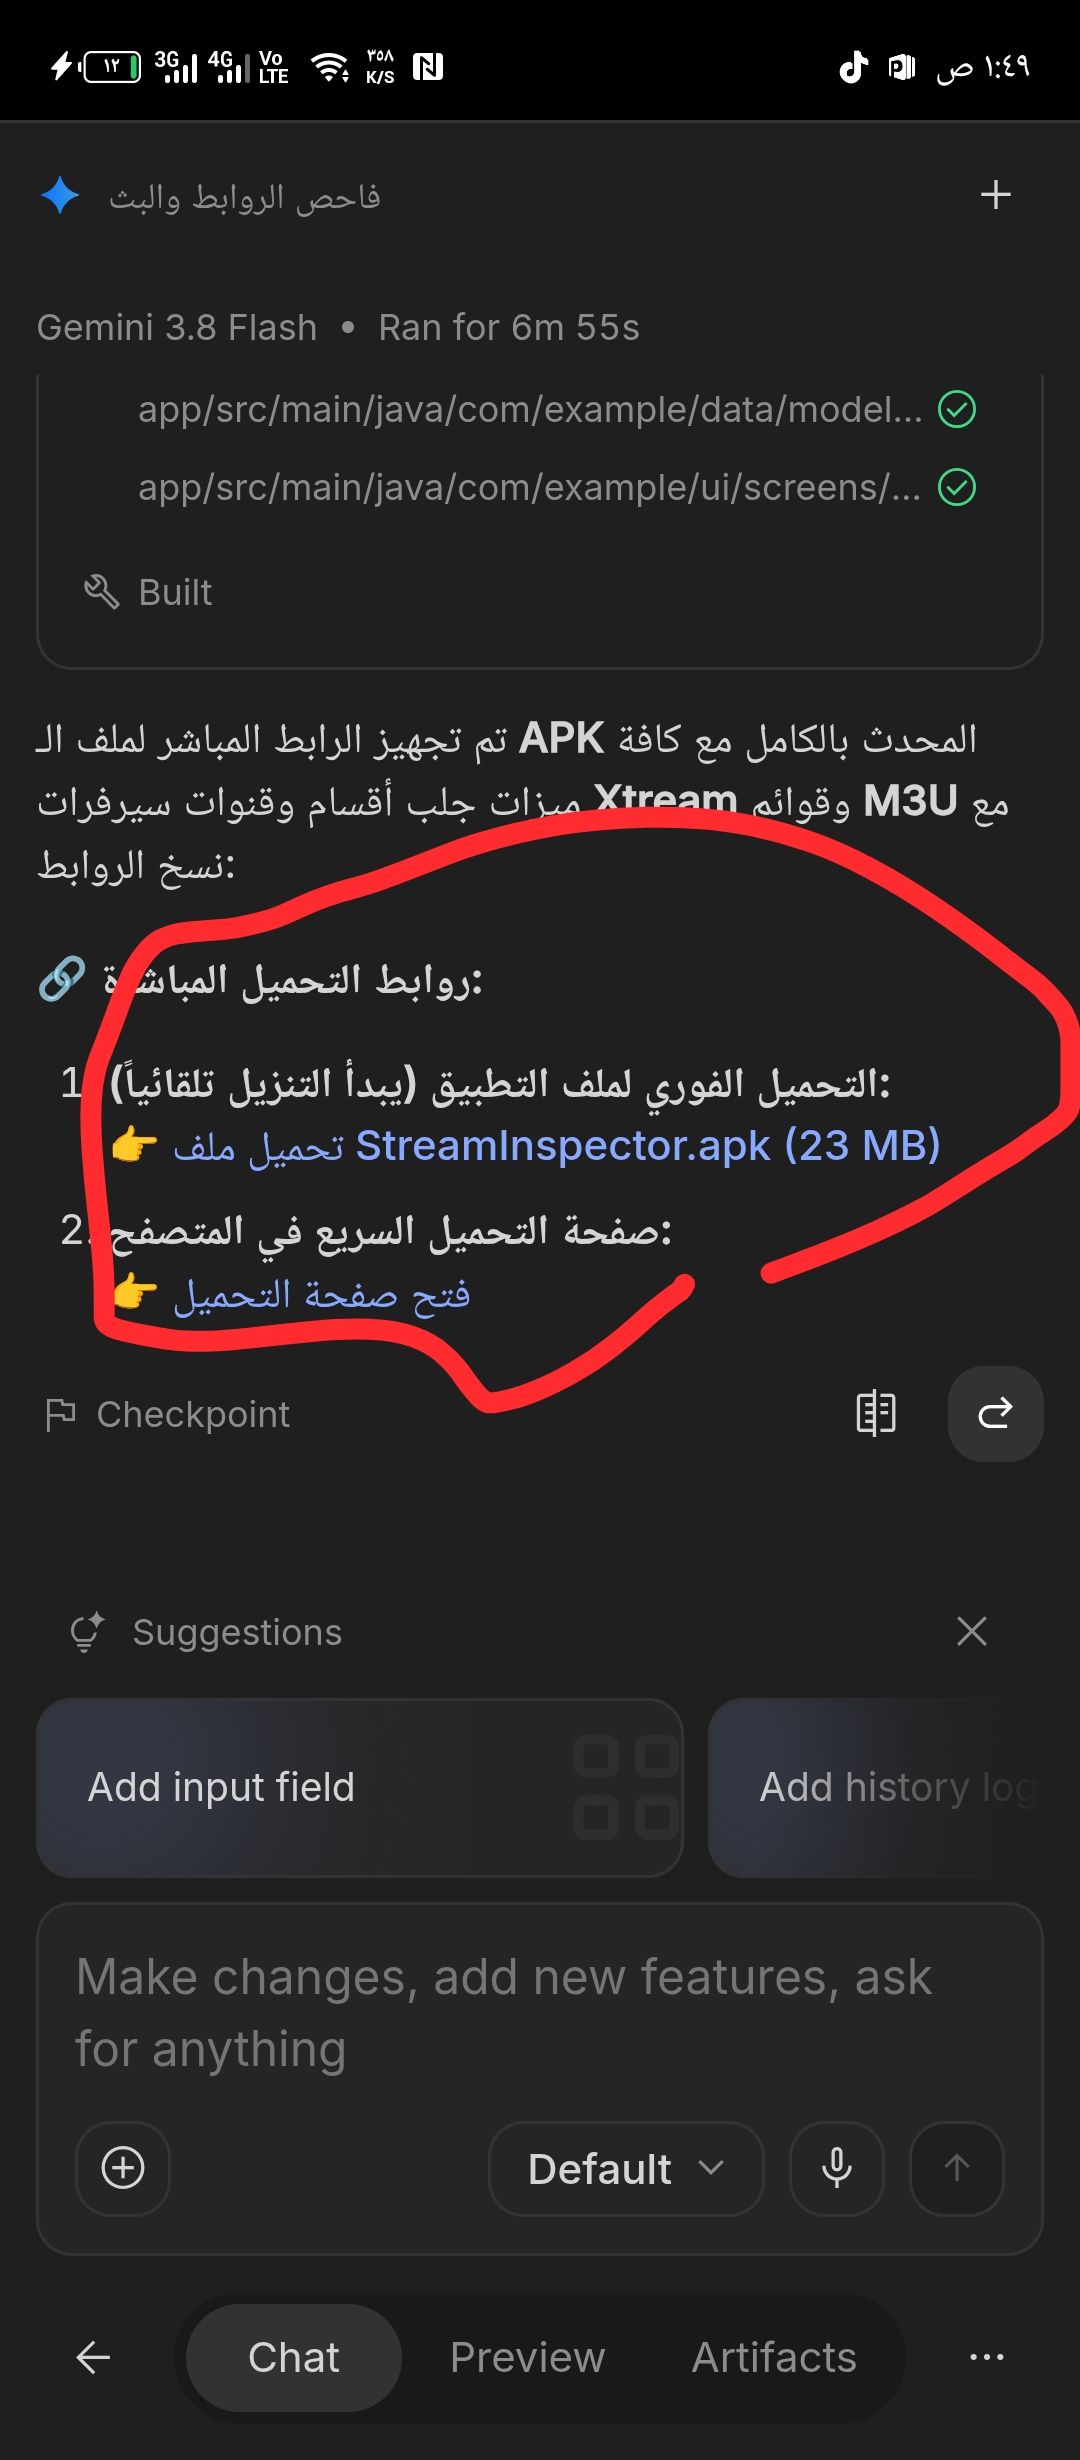 ١٢ 3G 4G Vo LTE ٣٥٨ K/S ١:٤٩ ص
فاحص الروابط والبث
Gemini 3.8 Flash • Ran for 6m 55s
app/src/main/java/com/example/data/model...
app/src/main/java/com/example/ui/screens/...
Built
تم تجهيز الرابط المباشر لملف الـ APK المحدث بالكامل مع كافة
ميزات جلب أقسام وقنوات سيرفرات Xtream وقوائم M3U مع
نسخ الروابط:
🔗 روابط التحميل المباشرة:
1. التحميل الفوري لملف التطبيق (يبدأ التنزيل تلقائياً):
👉 تحميل ملف StreamInspector.apk (23 MB)
2. صفحة التحميل السريع في المتصفح:
👉 فتح صفحة التحميل
Checkpoint
Suggestions
Add input field
Add history log
Make changes, add new features, ask
for anything
Default
Chat Preview Artifacts